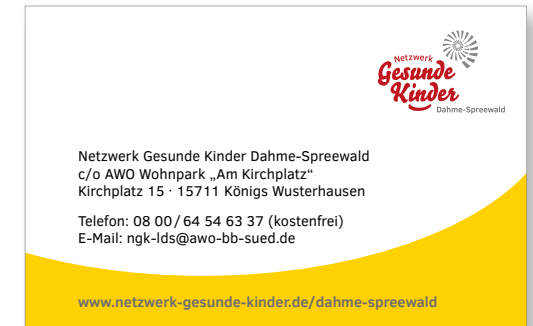 Netzwerk
Gesunde
Kinder
Dahme-Spreewald
Netzwerk Gesunde Kinder Dahme-Spreewald
c/o AWO Wohnpark „Am Kirchplatz“
Kirchplatz 15 · 15711 Königs Wusterhausen
Telefon: 08 00 / 64 54 63 37 (kostenfrei)
E-Mail: ngk-lds@awo-bb-sued.de
www.netzwerk-gesunde-kinder.de/dahme-spreewald